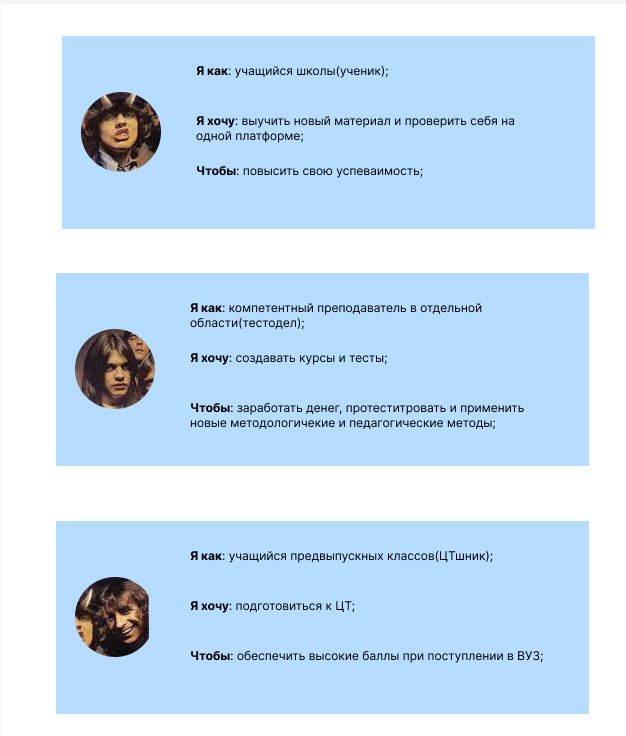 Я как: учащийся школы(ученик);
Я хочу: выучить новый материал и проверить себя на
одной платформе;
Чтобы: повысить свою успеваимость;
Я как: компетентный преподаватель в отдельной
области(тестодел);
Я хочу: создавать курсы и тесты;
Чтобы: заработать денег, протеститровать и применить
новые методологичекие и педагогические методы;
Я как: учащийся предвыпускных классов(ЦТшник);
Я хочу: подготовиться к ЦТ;
Чтобы: обеспечить высокие баллы при поступлении в ВУЗ;